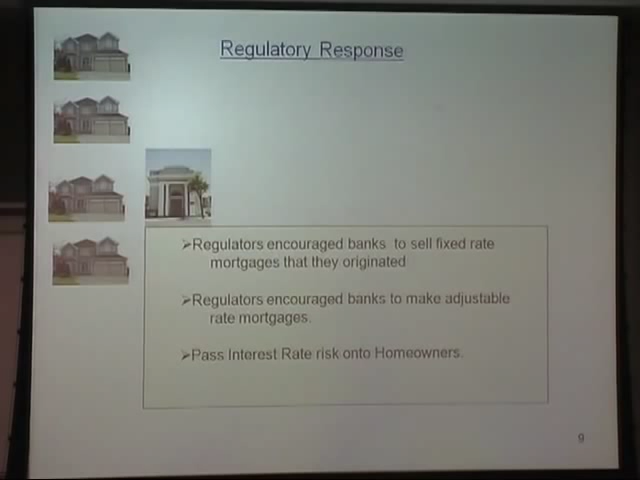 Regulatory Response
➢Regulators encouraged banks to sell fixed rate
mortgages that they originated
➢Regulators encouraged banks to make adjustable
rate mortgages.
➢Pass Interest Rate risk onto Homeowners.
9